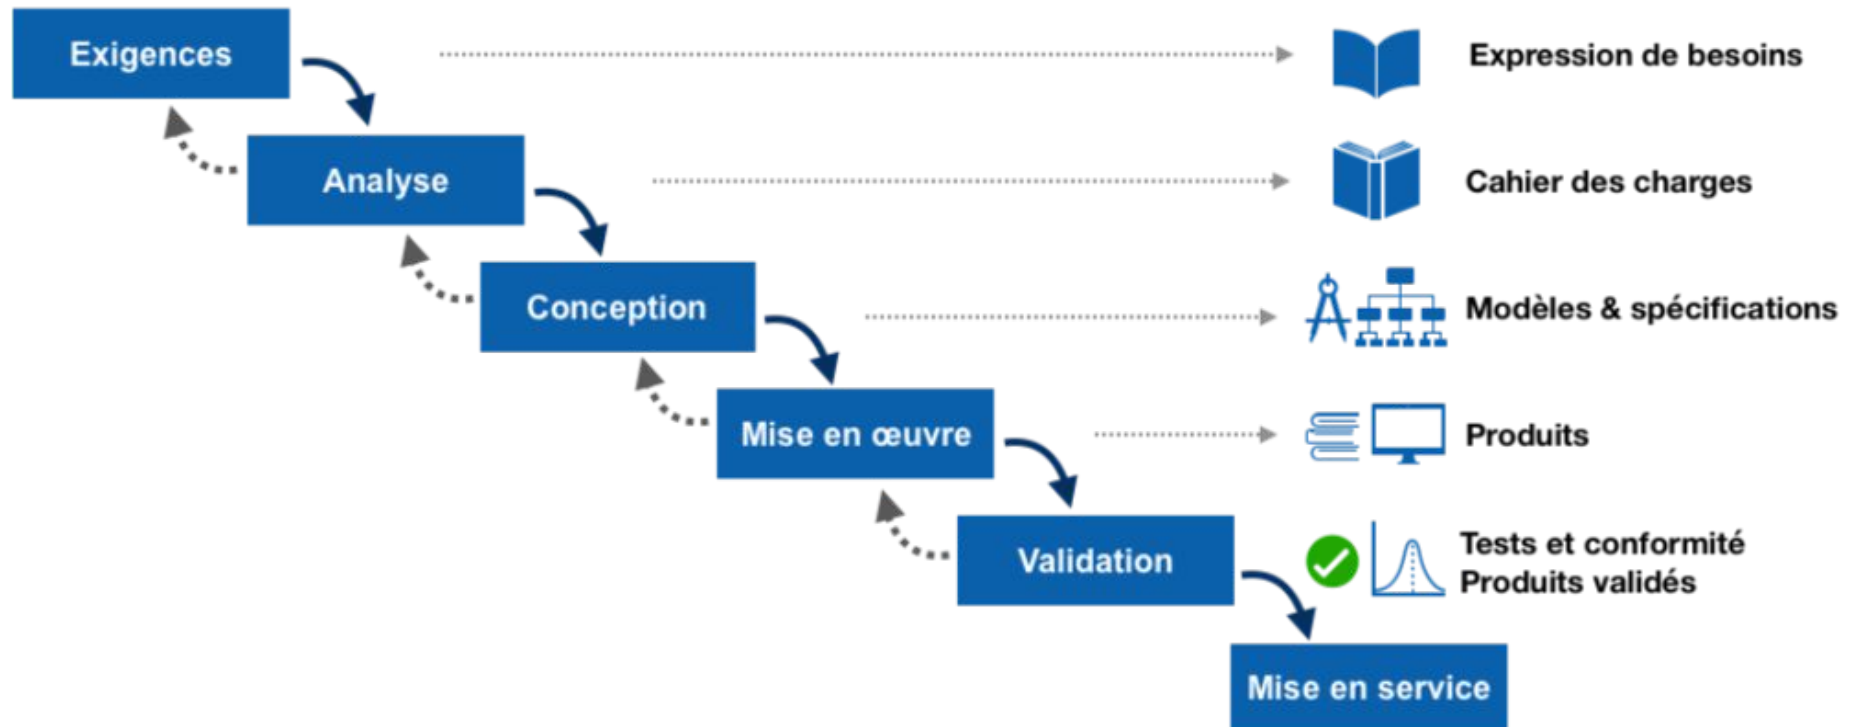 Exigences
Expression de besoins
Analyse
Cahier des charges
Conception
Modèles & spécifications
Mise en œuvre
Produits
Validation
Tests et conformité
Produits validés
Mise en service